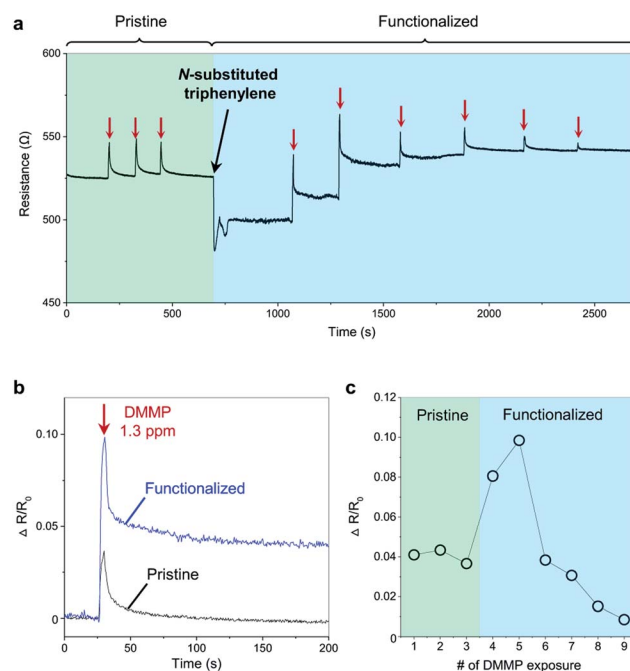 Pristine
Functionalized
a
600
N-substituted
triphenylene
550
Resistance (Ω)
500
450
0
500
1000
1500
2000
2500
Time (s)
b
DMMP
1.3 ppm
0.10
Functionalized
Δ R/R0
0.05
Pristine
0.00
0
50
100
150
200
Time (s)
c
0.12
Pristine
Functionalized
0.10
0.08
Δ R/R0
0.06
0.04
0.02
0.00
1 2 3 4 5 6 7 8 9
# of DMMP exposure